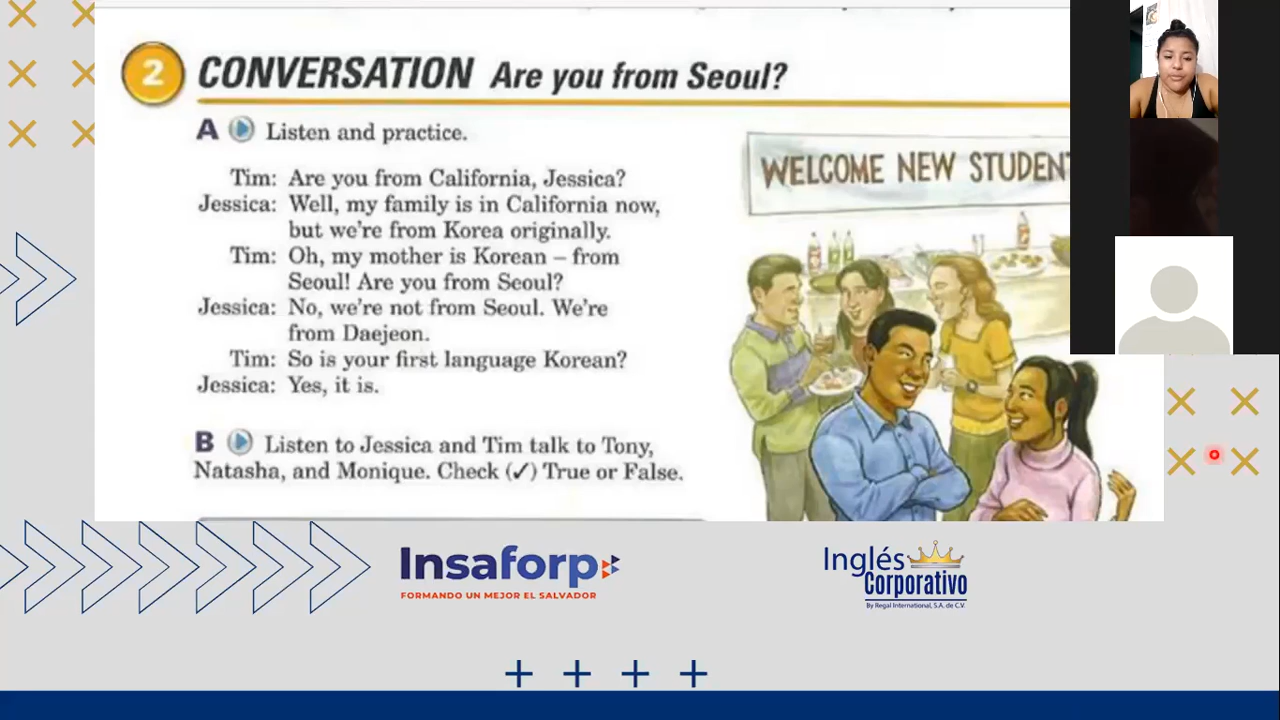 2 CONVERSATION Are you from Seoul?
A Listen and practice.
Tim: Are you from California, Jessica?
Jessica: Well, my family is in California now,
but we're from Korea originally.
Tim: Oh, my mother is Korean – from
Seoul! Are you from Seoul?
Jessica: No, we're not from Seoul. We're
from Daejeon.
Tim: So is your first language Korean?
Jessica: Yes, it is.
WELCOME NEW STUDENT
B Listen to Jessica and Tim talk to Tony,
Natasha, and Monique. Check (✓) True or False.
Insaforp
FORMANDO UN MEJOR EL SALVADOR
Inglés
Corporativo
By Regal International, S.A. de C.V.